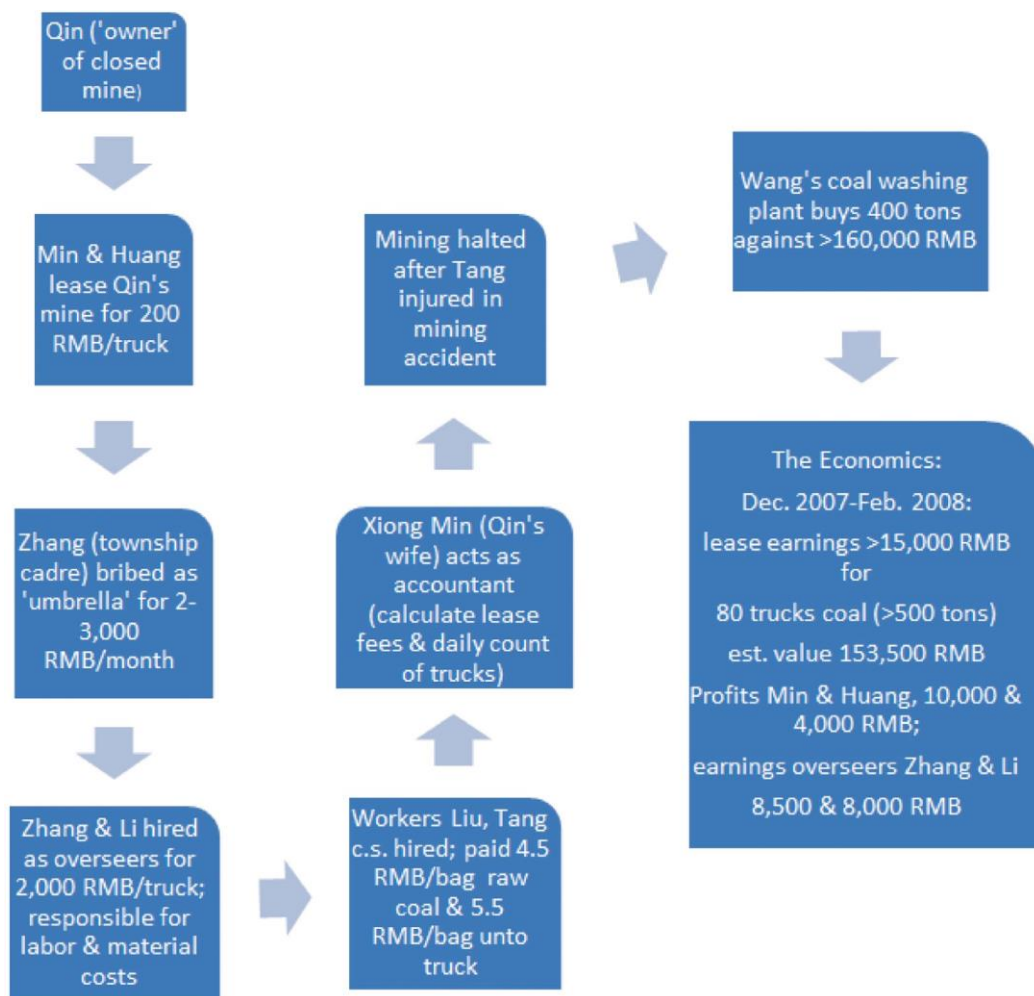 Qin ('owner'
of closed
mine)
Min & Huang
lease Qin's
mine for 200
RMB/truck
Zhang (township
cadre) bribed as
'umbrella' for 2-
3,000
RMB/month
Zhang & Li hired
as overseers for
2,000 RMB/truck;
responsible for
labor & material
costs
Workers Liu, Tang
c.s. hired; paid 4.5
RMB/bag raw
coal & 5.5
RMB/bag unto
truck
Xiong Min (Qin's
wife) acts as
accountant
(calculate lease
fees & daily count
of trucks)
Mining halted
after Tang
injured in
mining
accident
Wang's coal washing
plant buys 400 tons
against >160,000 RMB
The Economics:
Dec. 2007-Feb. 2008:
lease earnings >15,000 RMB
for
80 trucks coal (>500 tons)
est. value 153,500 RMB
Profits Min & Huang, 10,000 &
4,000 RMB;
earnings overseers Zhang & Li
8,500 & 8,000 RMB